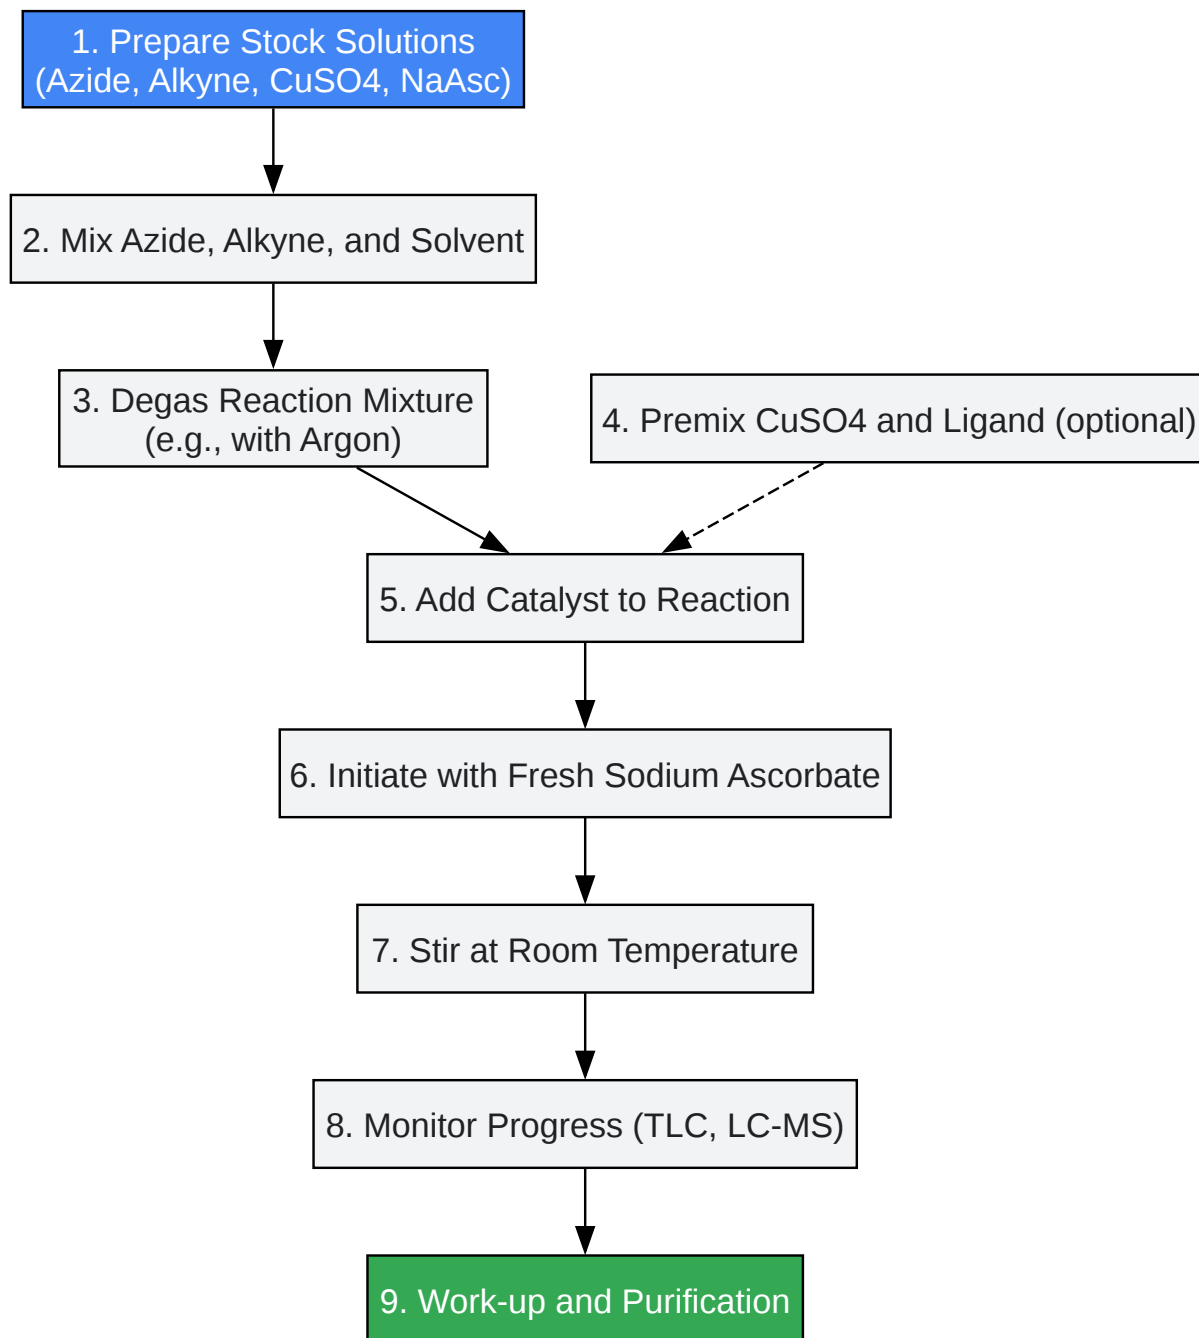 1. Prepare Stock Solutions
(Azide, Alkyne, CuSO4, NaAsc)
2. Mix Azide, Alkyne, and Solvent
3. Degas Reaction Mixture
(e.g., with Argon)
4. Premix CuSO4 and Ligand (optional)
5. Add Catalyst to Reaction
6. Initiate with Fresh Sodium Ascorbate
7. Stir at Room Temperature
8. Monitor Progress (TLC, LC-MS)
9. Work-up and Purification